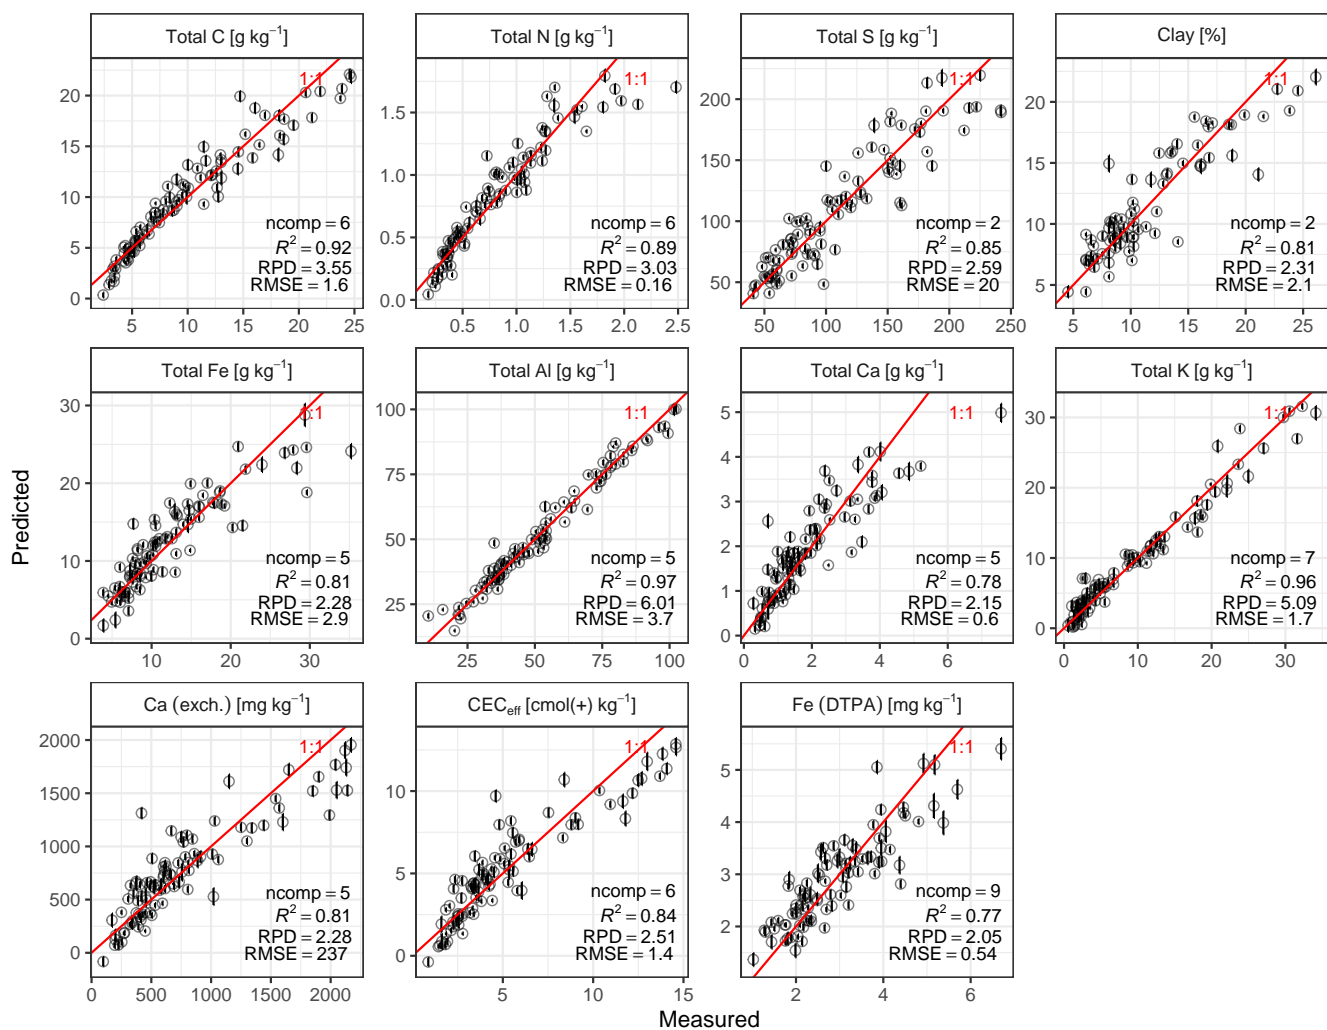 Total C [g kg⁻¹]
1:1
ncomp = 6
R² = 0.92
RPD = 3.55
RMSE = 1.6
20
15
10
5
0
5 10 15 20 25
Total N [g kg⁻¹]
1:1
ncomp = 6
R² = 0.89
RPD = 3.03
RMSE = 0.16
1.5
1.0
0.5
0.0
0.5 1.0 1.5 2.0 2.5
Total S [g kg⁻¹]
1:1
ncomp = 2
R² = 0.85
RPD = 2.59
RMSE = 20
200
150
100
50
50 100 150 200 250
Clay [%]
1:1
ncomp = 2
R² = 0.81
RPD = 2.31
RMSE = 2.1
20
15
10
5
5 10 15 20 25
Predicted
Total Fe [g kg⁻¹]
1:1
ncomp = 5
R² = 0.81
RPD = 2.28
RMSE = 2.9
30
20
10
0
10 20 30
Total Al [g kg⁻¹]
1:1
ncomp = 5
R² = 0.97
RPD = 6.01
RMSE = 3.7
100
75
50
25
25 50 75 100
Total Ca [g kg⁻¹]
1:1
ncomp = 5
R² = 0.78
RPD = 2.15
RMSE = 0.6
5
4
3
2
1
0
0 2 4 6
Total K [g kg⁻¹]
1:1
ncomp = 7
R² = 0.96
RPD = 5.09
RMSE = 1.7
30
20
10
0
0 10 20 30
Ca (exch.) [mg kg⁻¹]
1:1
ncomp = 5
R² = 0.81
RPD = 2.28
RMSE = 237
2000
1500
1000
500
0
0 500 1000 1500 2000
CEC_eff [cmol(+) kg⁻¹]
1:1
ncomp = 6
R² = 0.84
RPD = 2.51
RMSE = 1.4
10
5
0
5 10 15
Fe (DTPA) [mg kg⁻¹]
1:1
ncomp = 9
R² = 0.77
RPD = 2.05
RMSE = 0.54
5
4
3
2
2 4 6
Measured